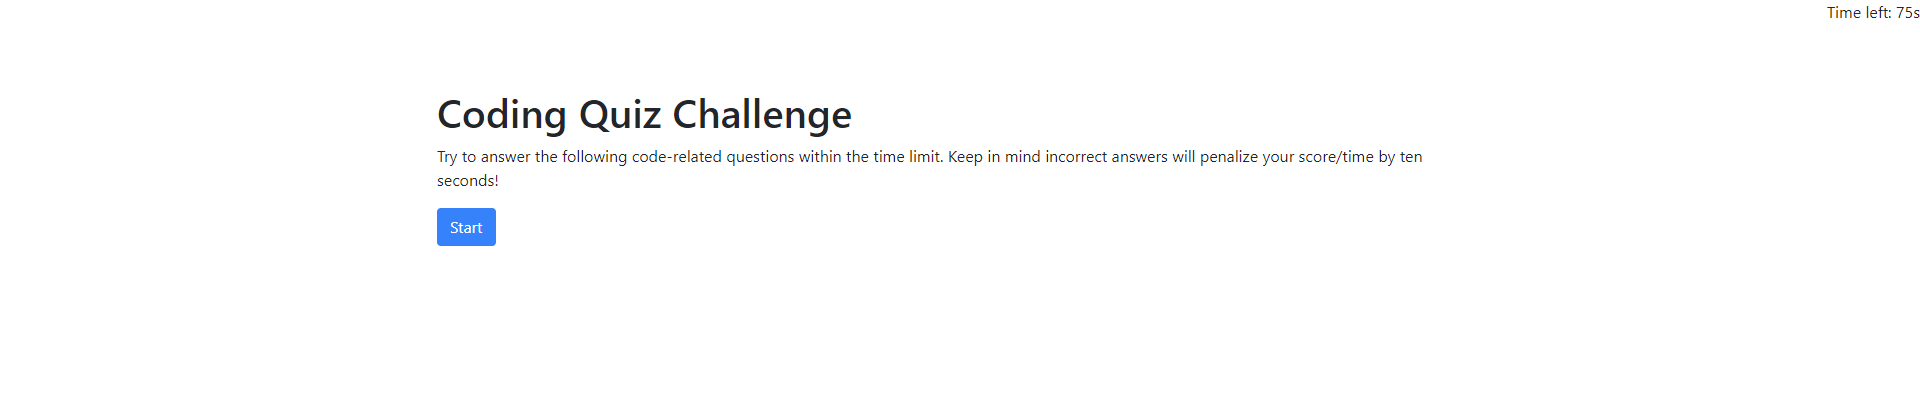 Time left: 75s
Coding Quiz Challenge
Try to answer the following code-related questions within the time limit. Keep in mind incorrect answers will penalize your score/time by ten
seconds!
Start